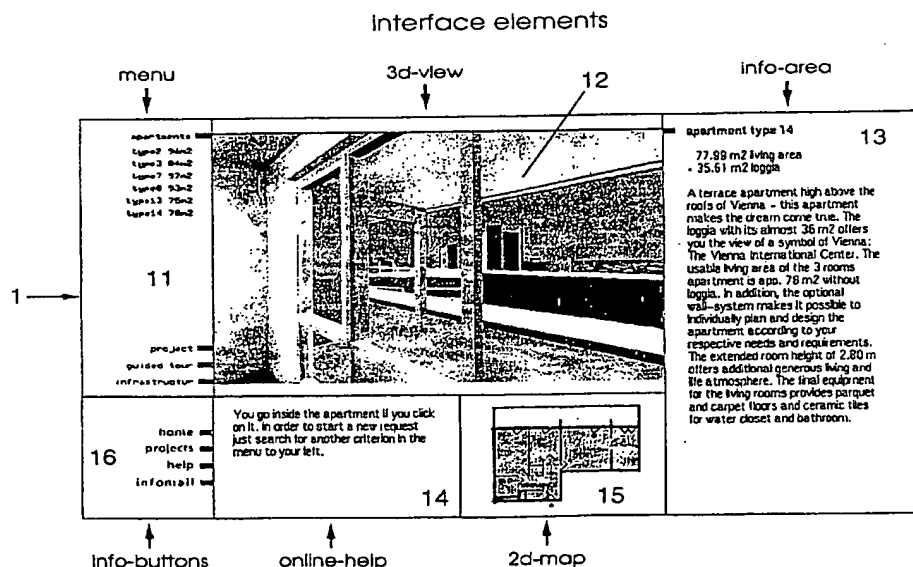 interface elements
menu
3d-view
12
info-area
apartments
type2 94m2
type3 84m2
type7 97m2
type8 93m2
type13 75m2
type14 78m2
11
1
project
guided tour
infrastructur
apartment type 14
13
77.99 m2 living area
+ 35.61 m2 loggia
A terrace apartment high above the
roofs of Vienna - this apartment
makes the dream come true. The
loggia with its almost 36 m2 offers
you the view of a symbol of Vienna:
The Vienna International Center. The
usable living area of the 3 rooms
apartment is app. 78 m2 without
loggia. In addition, the optional
wall-system makes it possible to
individually plan and design the
apartment according to your
respective needs and requirements.
The extended room height of 2.80 m
offers additional generous living and
life atmosphere. The final equipment
for the living rooms provides parquet
and carpet floors and ceramic tiles
for water closet and bathroom.
16
home
projects
help
infomail
You go inside the apartment if you click
on it. In order to start a new request
just search for another criterion in the
menu to your left.
14
15
info-buttons
online-help
2d-map